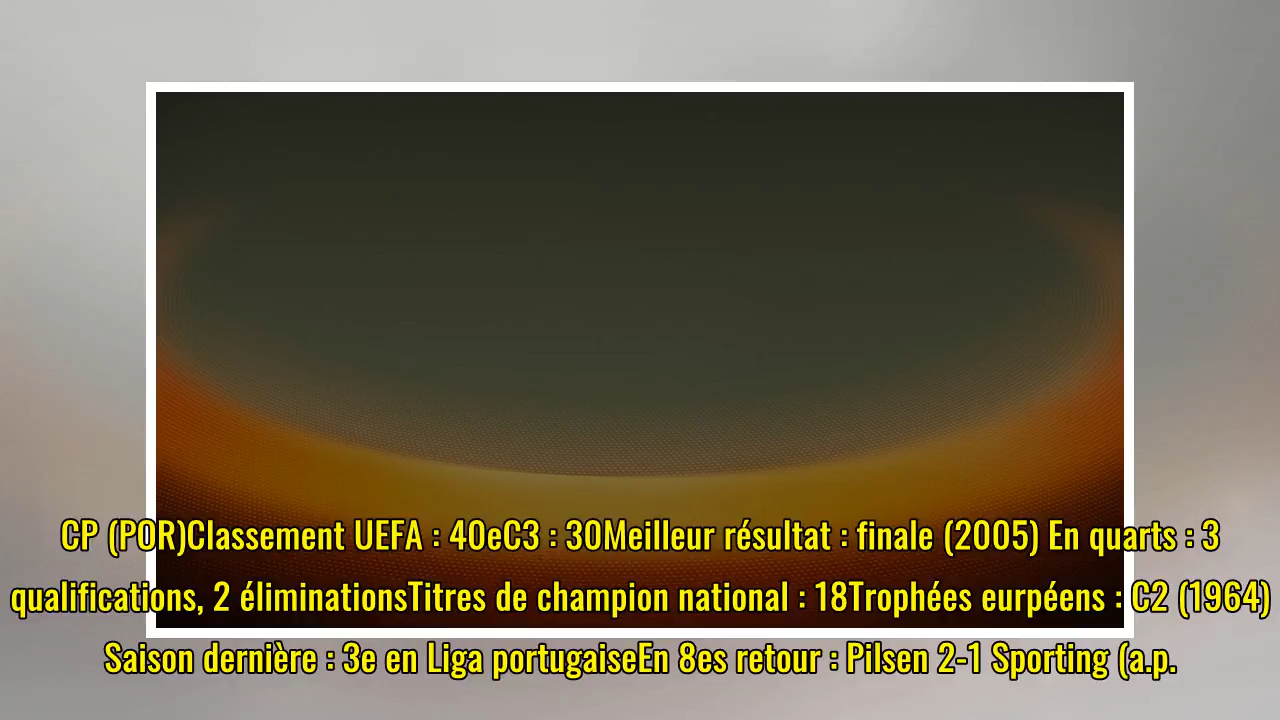 CP (POR)Classement UEFA : 40eC3 : 30Meilleur résultat : finale (2005) En quarts : 3
qualifications, 2 éliminationsTitres de champion national : 18Trophées eurpéens : C2 (1964)
Saison dernière : 3e en Liga portugaiseEn 8es retour : Pilsen 2-1 Sporting (a.p.